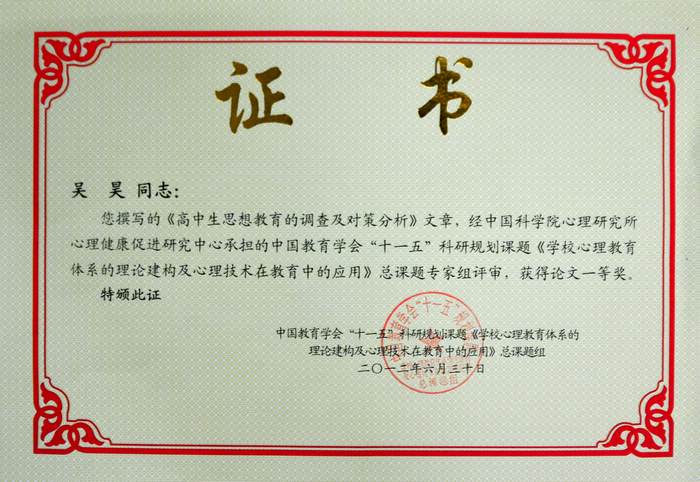 证 书
吴 昊 同志：
您撰写的《高中生思想教育的调查及对策分析》文章，经中国科学院心理研究所
心理健康促进研究中心承担的中国教育学会“十一五”科研规划课题《学校心理教育
体系的理论建构及心理技术在教育中的应用》总课题专家组评审，获得论文一等奖。
特颁此证
中国教育学会“十一五”科研规划课题《学校心理教育体系的
理论建构及心理技术在教育中的应用》总课题组
二〇一二年六月三十日
总课题组